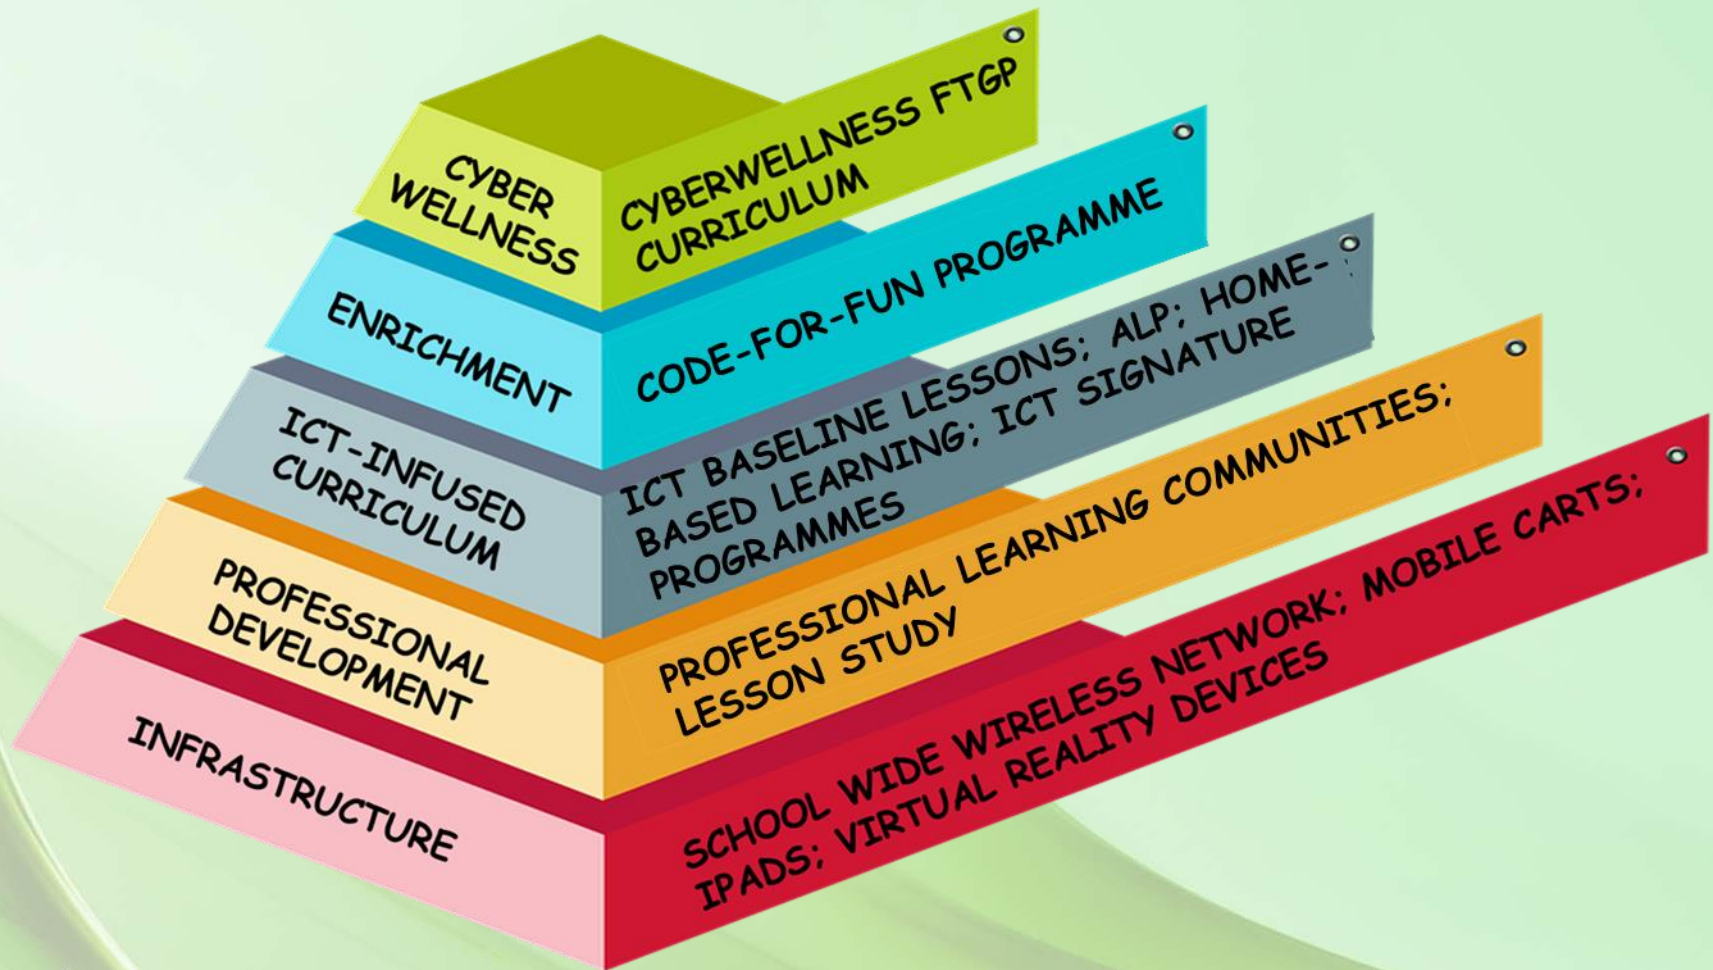 CYBER
WELLNESS
CYBERWELLNESS FTGP
CURRICULUM
ENRICHMENT
CODE-FOR-FUN PROGRAMME
ICT-INFUSED
CURRICULUM
ICT BASELINE LESSONS; ALP; HOME-
BASED LEARNING; ICT SIGNATURE
PROGRAMMES
PROFESSIONAL
DEVELOPMENT
PROFESSIONAL LEARNING COMMUNITIES;
LESSON STUDY
INFRASTRUCTURE
SCHOOL WIDE WIRELESS NETWORK; MOBILE CARTS;
IPADS; VIRTUAL REALITY DEVICES